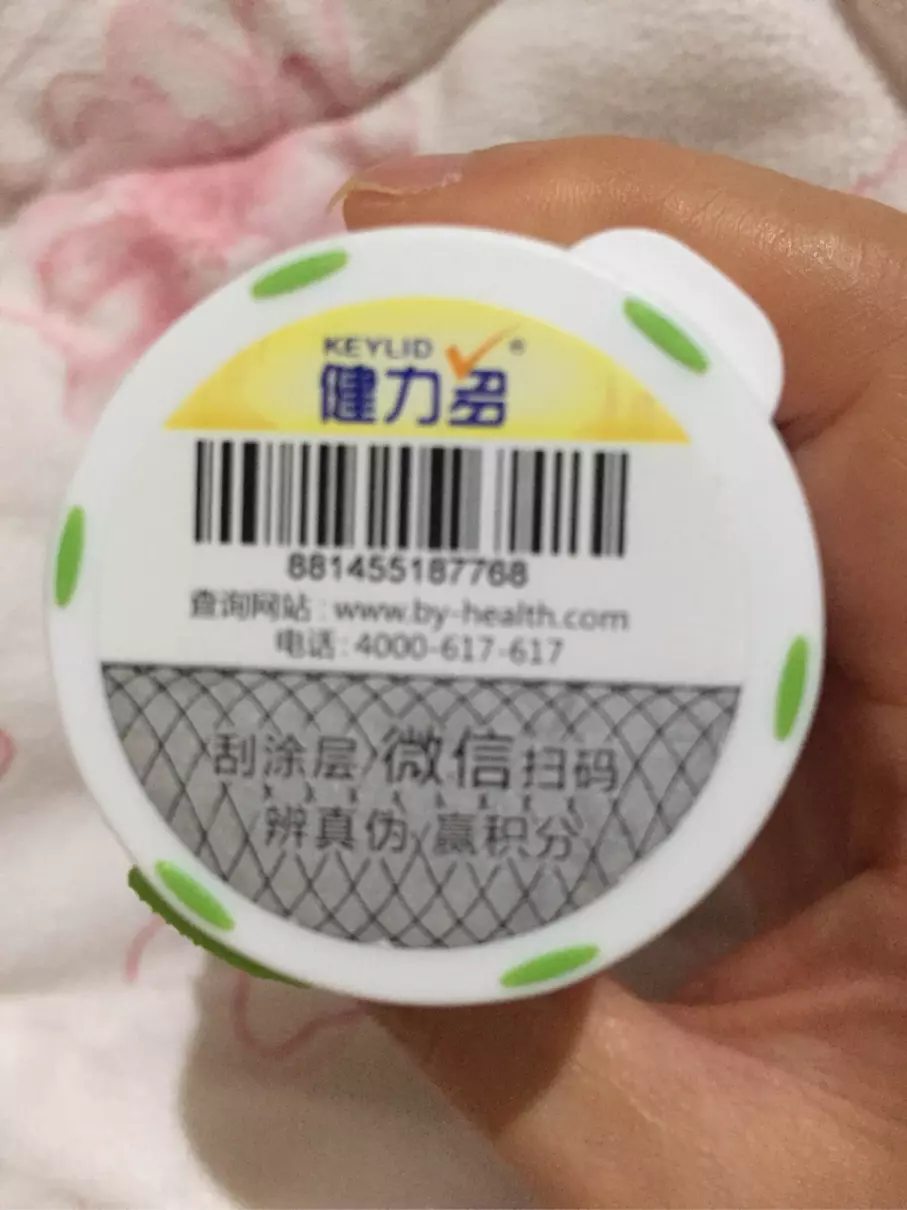 KEYLID ®
健力多
881455187768
查询网站:www.by-health.com
电话:4000-617-617
刮涂层 微信扫码
辨真伪 赢积分